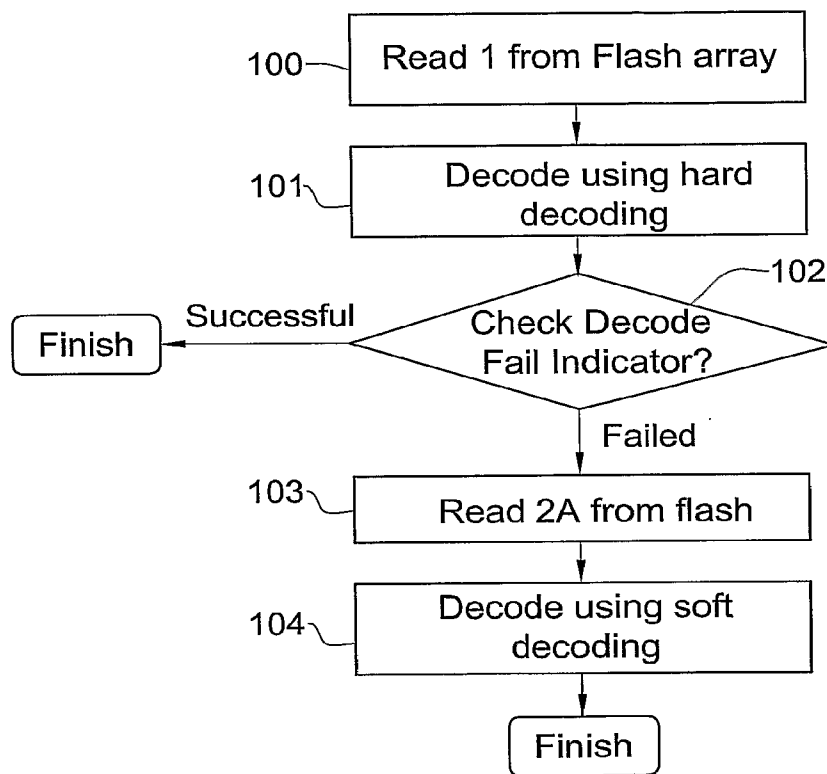 100
Read 1 from Flash array
101
Decode using hard
decoding
102
Successful
Finish
Check Decode
Fail Indicator?
Failed
103
Read 2A from flash
104
Decode using soft
decoding
Finish